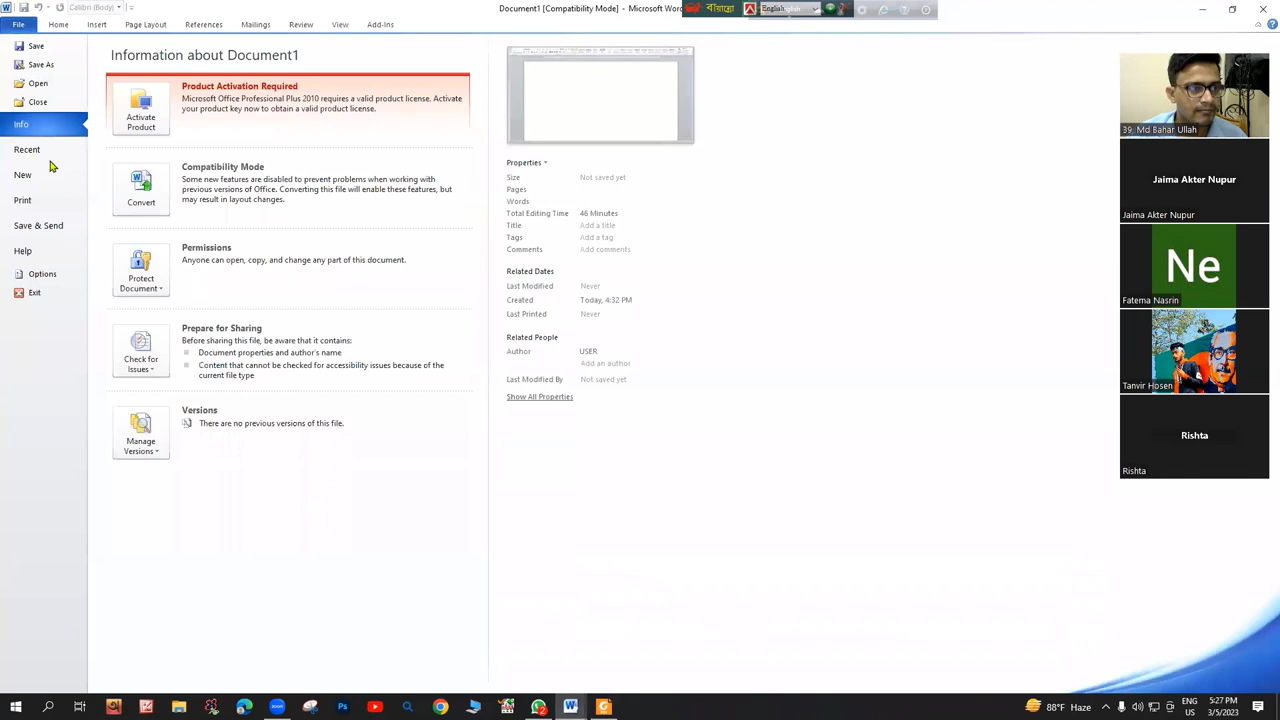 Calibri (Body)
Document1 [Compatibility Mode] - Microsoft Wor
বায়ান্নো
English
File
Home
Insert
Page Layout
References
Mailings
Review
View
Add-Ins
Save
Save As
Open
Close
Info
Recent
New
Print
Save & Send
Help
Options
Exit
Information about Document1
Activate
Product
Product Activation Required
Microsoft Office Professional Plus 2010 requires a valid product license. Activate
your product key now to obtain a valid product license.
Convert
Compatibility Mode
Some new features are disabled to prevent problems when working with
previous versions of Office. Converting this file will enable these features, but
may result in layout changes.
Protect
Document
Permissions
Anyone can open, copy, and change any part of this document.
Check for
Issues
Prepare for Sharing
Before sharing this file, be aware that it contains:
Document properties and author's name
Content that cannot be checked for accessibility issues because of the
current file type
Manage
Versions
Versions
There are no previous versions of this file.
Properties
Size Not saved yet
Pages
Words
Total Editing Time 46 Minutes
Title Add a title
Tags Add a tag
Comments Add comments
Related Dates
Last Modified Never
Created Today, 4:32 PM
Last Printed Never
Related People
Author USER
Add an author
Last Modified By Not saved yet
Show All Properties
39. Md Bahar Ullah
Jaima Akter Nupur
Jaima Akter Nupur
Ne
Fatema Nasrin
Tanvir Hosen
Rishta
Rishta
88°F Haze
ENG
US
5:27 PM
3/5/2023